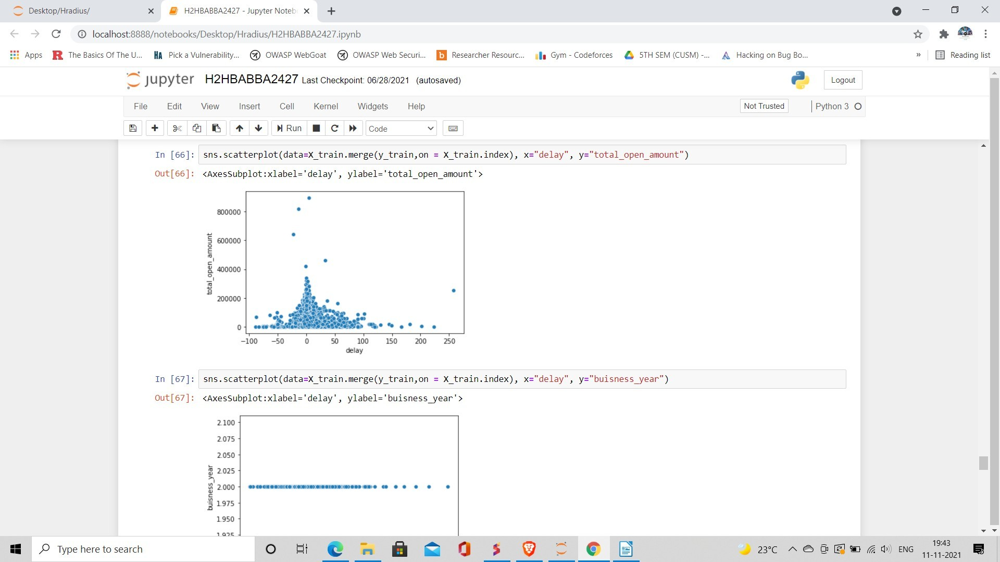 Desktop/Hradius/
H2HBABBA2427 - Jupyter Noteb
localhost:8888/notebooks/Desktop/Hradius/H2HBABBA2427.ipynb
Apps
The Basics Of The U...
HA Pick a Vulnerability...
OWASP WebGoat
OWASP Web Securi...
b Researcher Resourc...
Gym - Codeforces
5TH SEM (CUSM) -...
Hacking on Bug Bo...
»
Reading list
jupyter H2HBABBA2427 Last Checkpoint: 06/28/2021 (autosaved)
Logout
File Edit View Insert Cell Kernel Widgets Help
Not Trusted
Python 3
Run
Code
In [66]: sns.scatterplot(data=X_train.merge(y_train,on = X_train.index), x="delay", y="total_open_amount")
Out[66]: <AxesSubplot:xlabel='delay', ylabel='total_open_amount'>
total_open_amount
800000
600000
400000
200000
0
−100 −50 0 50 100 150 200 250
delay
In [67]: sns.scatterplot(data=X_train.merge(y_train,on = X_train.index), x="delay", y="buisness_year")
Out[67]: <AxesSubplot:xlabel='delay', ylabel='buisness_year'>
buisness_year
2.100
2.075
2.050
2.025
2.000
1.975
1.950
1.925
Type here to search
23°C
ENG
19:43
11-11-2021